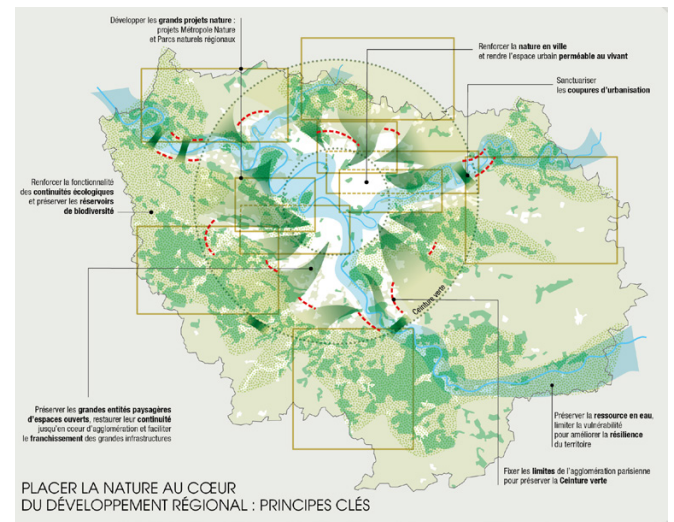 Développer les grands projets nature :
projets Métropole Nature
et Parcs naturels régionaux
Renforcer la nature en ville
et rendre l'espace urbain perméable au vivant
Sanctuariser
les coupures d'urbanisation
Renforcer la fonctionnalité
des continuités écologiques
et préserver les réservoirs
de biodiversité
Ceinture verte
Préserver les grandes entités paysagères
d'espaces ouverts, restaurer leur continuité
jusqu'en coeur d'agglomération et faciliter
le franchissement des grandes infrastructures
Préserver la ressource en eau,
limiter la vulnérabilité
pour améliorer la résilience
du territoire
Fixer les limites de l'agglomération parisienne
pour préserver la Ceinture verte
PLACER LA NATURE AU CŒUR
DU DÉVELOPPEMENT RÉGIONAL : PRINCIPES CLÉS